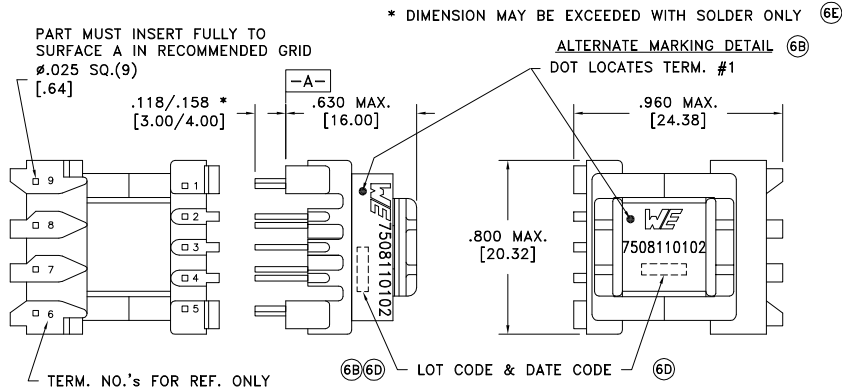 * DIMENSION MAY BE EXCEEDED WITH SOLDER ONLY 6E
PART MUST INSERT FULLY TO
SURFACE A IN RECOMMENDED GRID
ø.025 SQ.(9)
[.64]
ALTERNATE MARKING DETAIL 6B
DOT LOCATES TERM. #1
-A-
.118/.158 *
[3.00/4.00]
.630 MAX.
[16.00]
.960 MAX.
[24.38]
9
1
8
2
7
3
4
6
5
WE
7508110102
.800 MAX.
[20.32]
WE
7508110102
TERM. NO.'s FOR REF. ONLY
6B 6D
LOT CODE & DATE CODE
6D